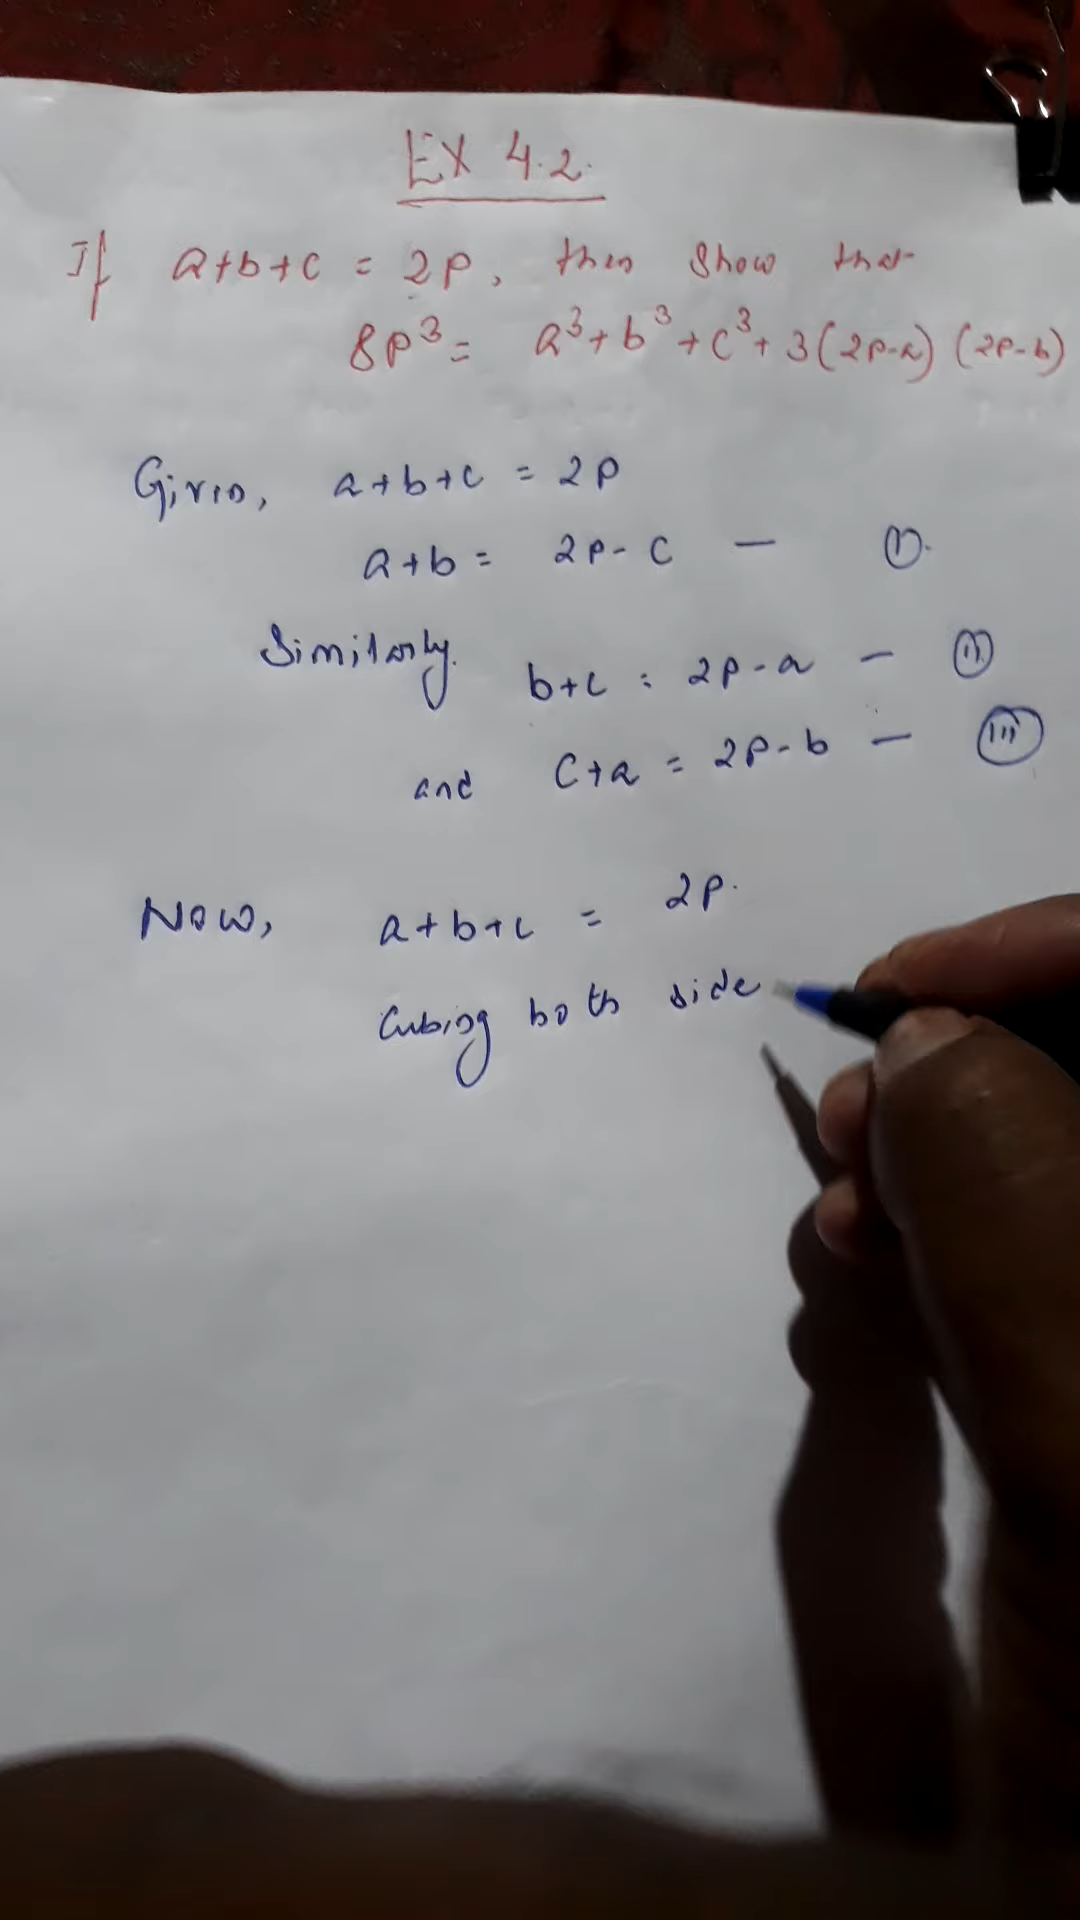 Ex 4.2.
If a+b+c = 2p, then show that
8p³ = a³+b³+c³+3(2p-a)(2p-b)
Given, a+b+c = 2p
a+b = 2p-c — (i).
Similarly.
b+c = 2p-a — (ii)
and c+a = 2p-b — (iii)
Now, a+b+c = 2p.
Cubing both side